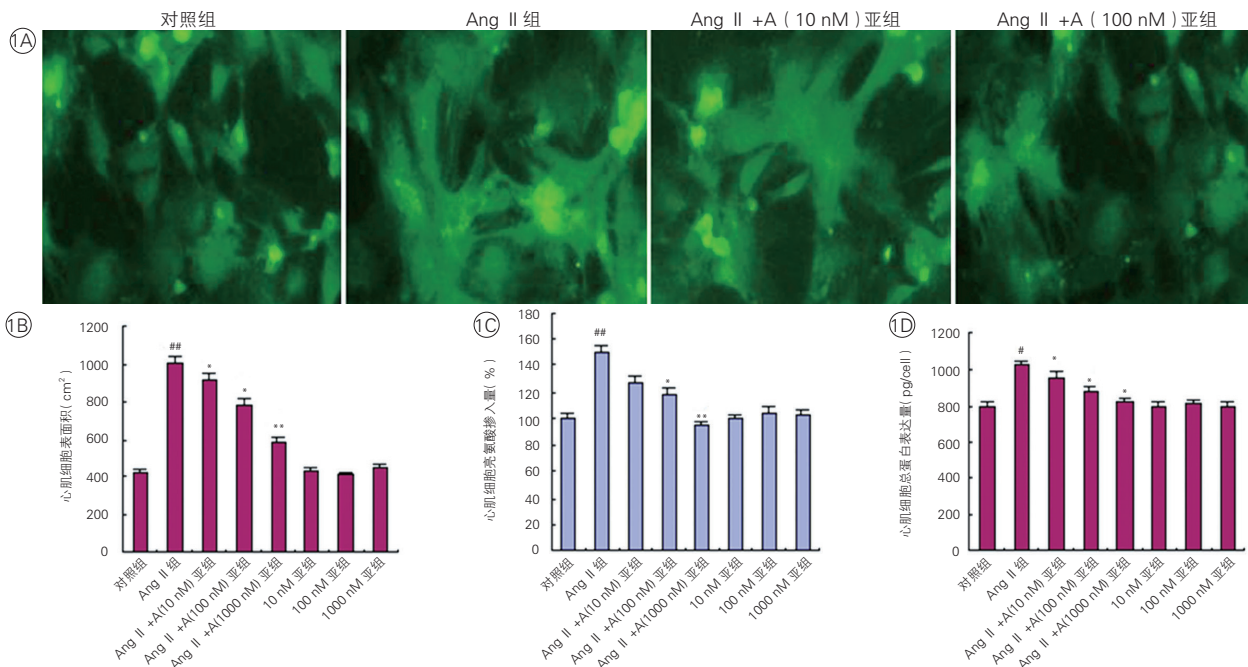 对照组
Ang II 组
Ang II +A ( 10 nM ) 亚组
Ang II +A ( 100 nM ) 亚组
1A
1B
心肌细胞表面积( cm² )
1200
1000
800
600
400
200
0
##
*
*
**
对照组
Ang II 组
Ang II +A(10 nM) 亚组
Ang II +A(100 nM) 亚组
Ang II +A(1000 nM) 亚组
10 nM 亚组
100 nM 亚组
1000 nM 亚组
1C
心肌细胞亮氨酸掺入量( % )
180
160
140
120
100
80
60
40
20
0
##
*
**
对照组
Ang II 组
Ang II +A(10 nM) 亚组
Ang II +A(100 nM) 亚组
Ang II +A(1000 nM) 亚组
10 nM 亚组
100 nM 亚组
1000 nM 亚组
1D
心肌细胞总蛋白表达量( pg/cell )
1200
1000
800
600
400
200
0
#
*
*
*
对照组
Ang II 组
Ang II +A(10 nM) 亚组
Ang II +A(100 nM) 亚组
Ang II +A(1000 nM) 亚组
10 nM 亚组
100 nM 亚组
1000 nM 亚组